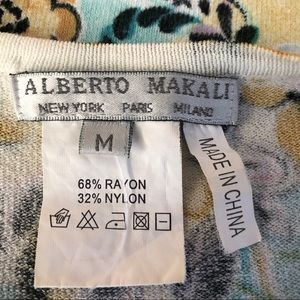 ALBERTO MAKALI
NEW YORK PARIS MILANO
M
68% RAYON
32% NYLON
MADE IN CHINA